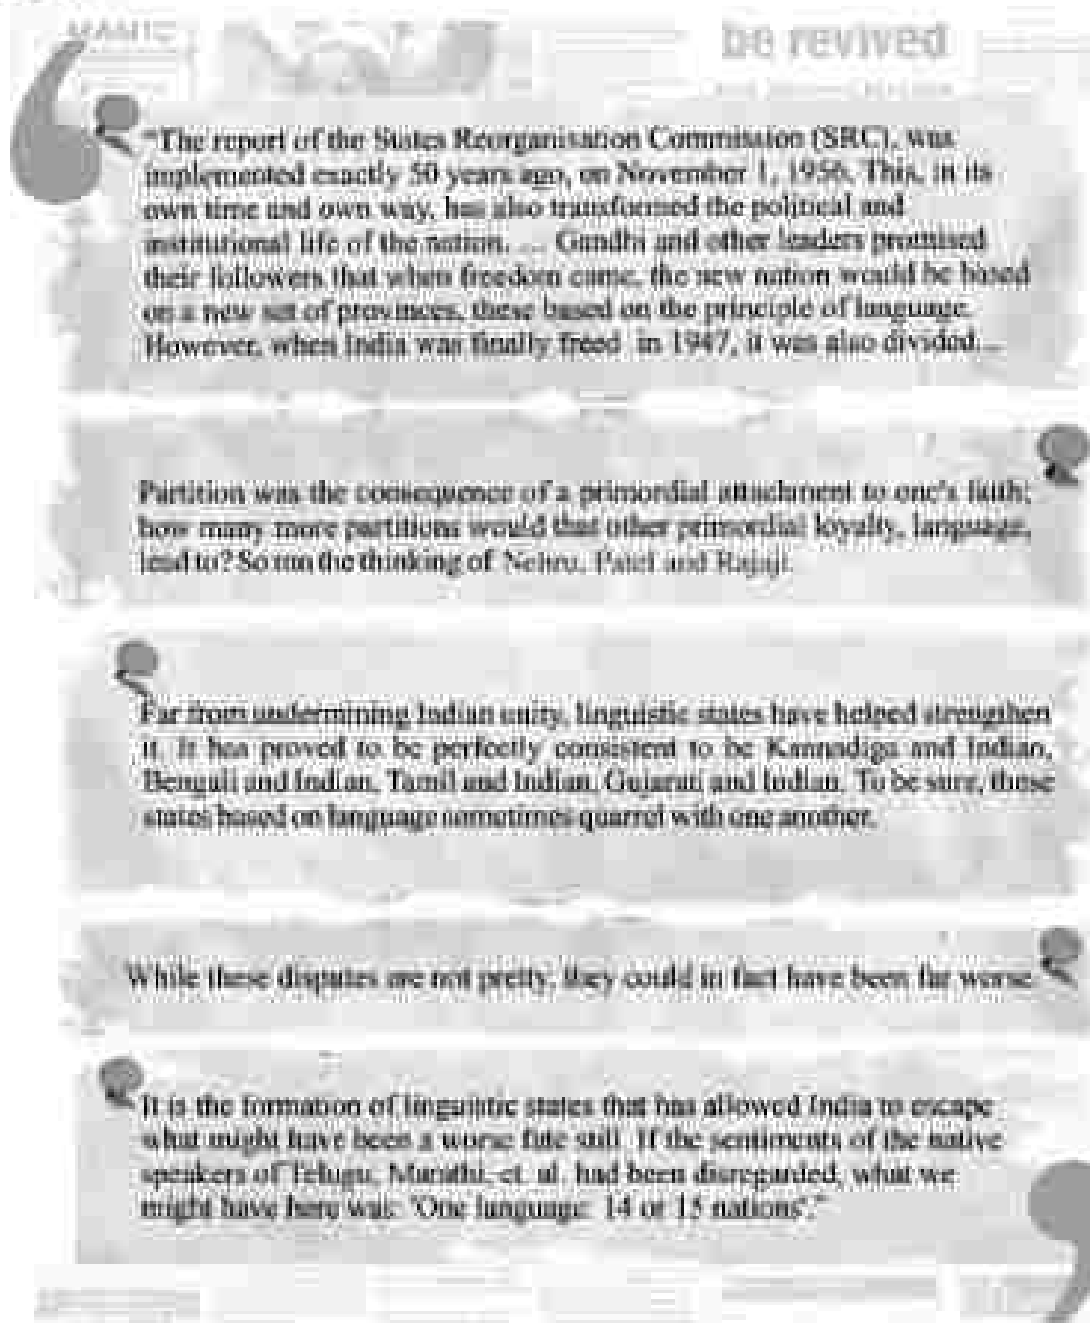 be revived
"The report of the States Reorganisation Commission (SRC), was
implemented exactly 50 years ago, on November 1, 1956. This, in its
own time and own way, has also transformed the political and
institutional life of the nation. ... Gandhi and other leaders promised
their followers that when freedom came, the new nation would be based
on a new set of provinces, these based on the principle of language.
However, when India was finally freed in 1947, it was also divided...
Partition was the consequence of a primordial attachment to one's faith;
how many more partitions would that other primordial loyalty, language,
lead to? So ran the thinking of Nehru, Patel and Rajaji.
Far from undermining Indian unity, linguistic states have helped strengthen
it. It has proved to be perfectly consistent to be Kannadiga and Indian,
Bengali and Indian, Tamil and Indian, Gujarati and Indian. To be sure, these
states based on language sometimes quarrel with one another.
While these disputes are not pretty, they could in fact have been far worse.
It is the formation of linguistic states that has allowed India to escape
what might have been a worse fate still. If the sentiments of the native
speakers of Telugu, Marathi, et. al. had been disregarded, what we
might have here was: 'One language: 14 or 15 nations'."